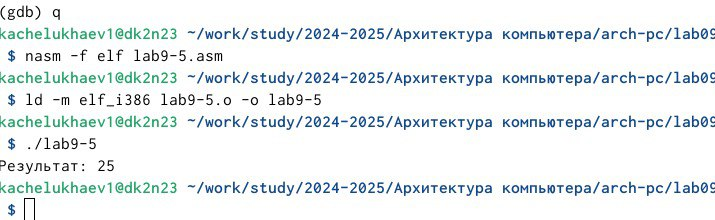 (gdb) q
kachelukhaev1@dk2n23 ~/work/study/2024-2025/Архитектура компьютера/arch-pc/lab09
$ nasm -f elf lab9-5.asm
kachelukhaev1@dk2n23 ~/work/study/2024-2025/Архитектура компьютера/arch-pc/lab09
$ ld -m elf_i386 lab9-5.o -o lab9-5
kachelukhaev1@dk2n23 ~/work/study/2024-2025/Архитектура компьютера/arch-pc/lab09
$ ./lab9-5
Результат: 25
kachelukhaev1@dk2n23 ~/work/study/2024-2025/Архитектура компьютера/arch-pc/lab09
$